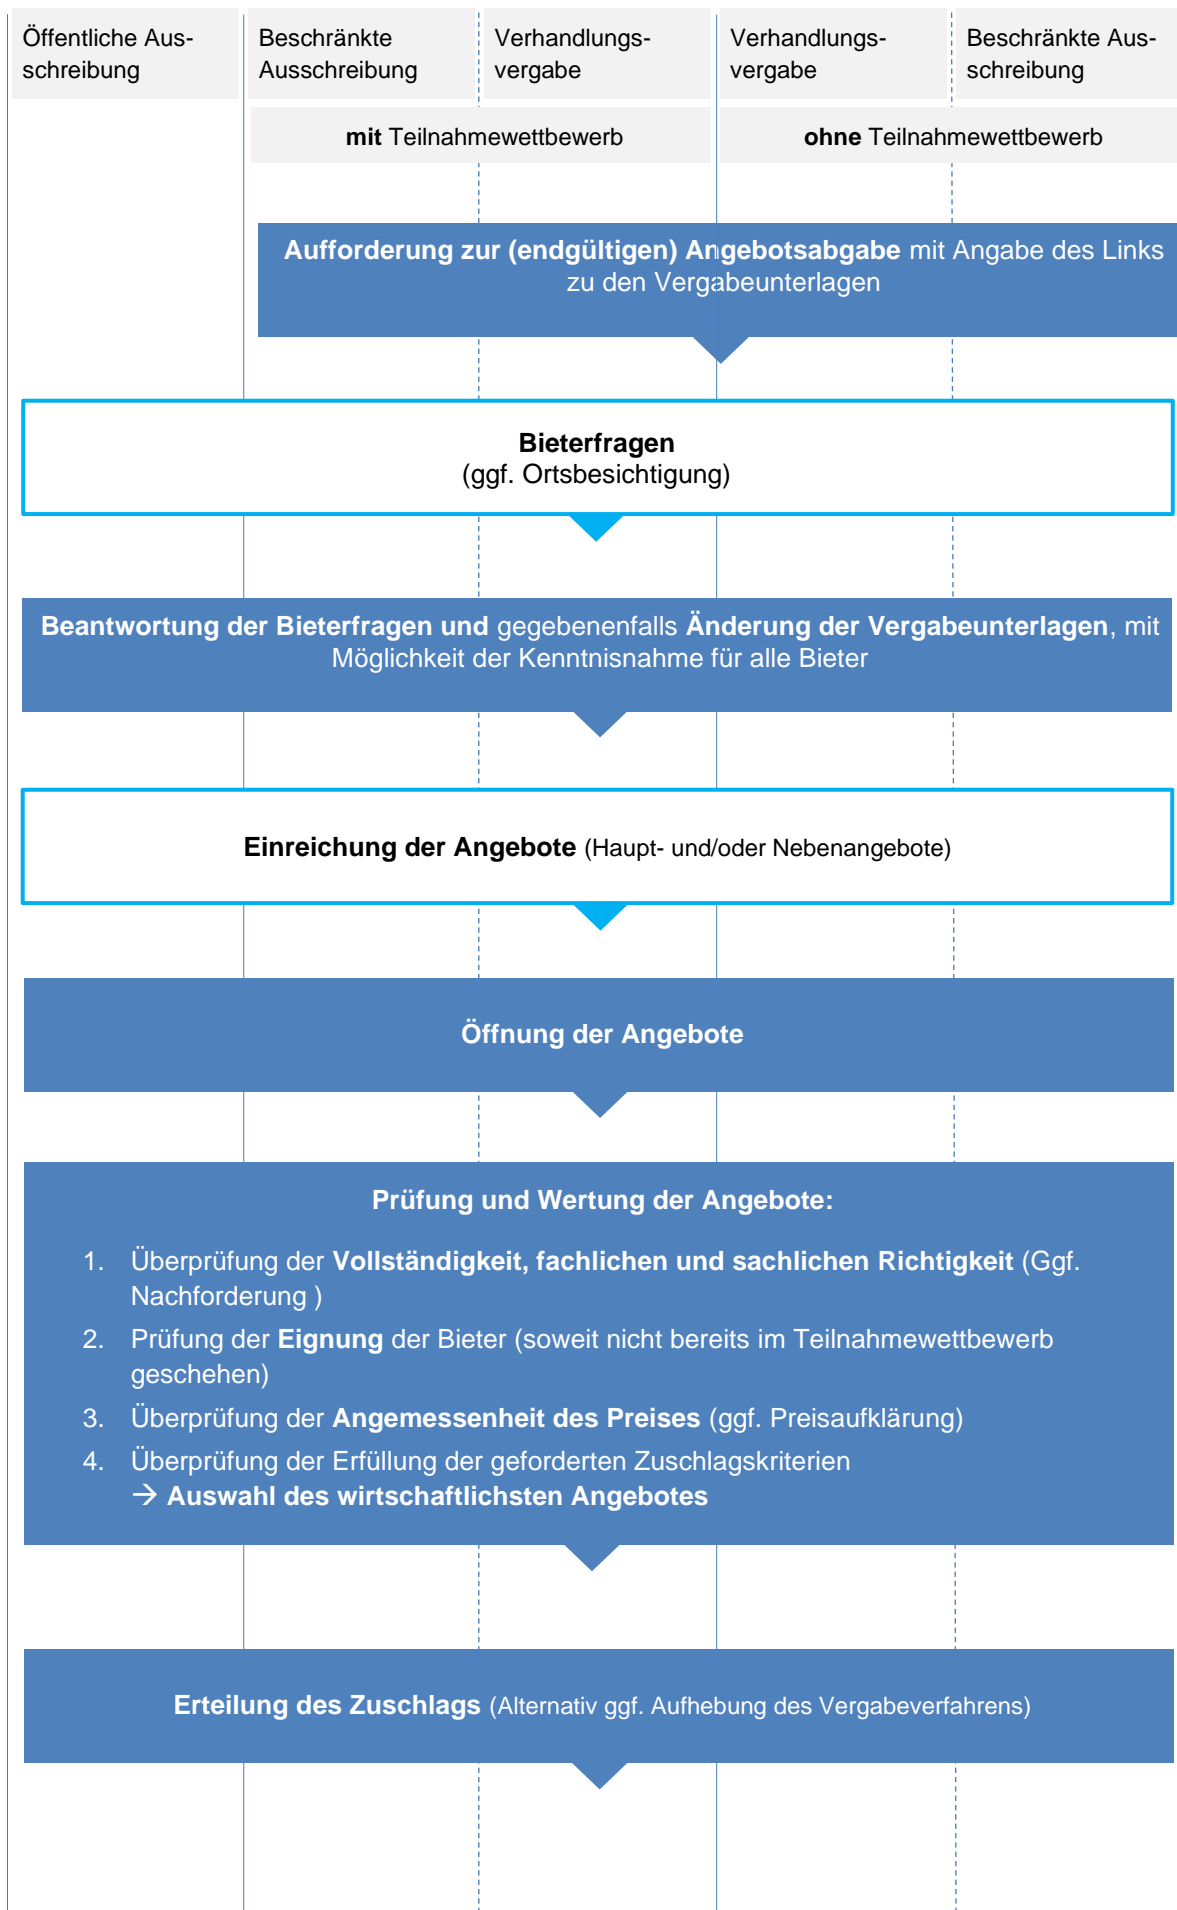 Öffentliche Aus-
schreibung
Beschränkte
Ausschreibung
Verhandlungs-
vergabe
Verhandlungs-
vergabe
Beschränkte Aus-
schreibung
mit Teilnahmewettbewerb
ohne Teilnahmewettbewerb
Aufforderung zur (endgültigen) Angebotsabgabe mit Angabe des Links
zu den Vergabeunterlagen
Bieterfragen
(ggf. Ortsbesichtigung)
Beantwortung der Bieterfragen und gegebenenfalls Änderung der Vergabeunterlagen, mit
Möglichkeit der Kenntnisnahme für alle Bieter
Einreichung der Angebote (Haupt- und/oder Nebenangebote)
Öffnung der Angebote
Prüfung und Wertung der Angebote:
1. Überprüfung der Vollständigkeit, fachlichen und sachlichen Richtigkeit (Ggf.
Nachforderung )
2. Prüfung der Eignung der Bieter (soweit nicht bereits im Teilnahmewettbewerb
geschehen)
3. Überprüfung der Angemessenheit des Preises (ggf. Preisaufklärung)
4. Überprüfung der Erfüllung der geforderten Zuschlagskriterien
→ Auswahl des wirtschaftlichsten Angebotes
Erteilung des Zuschlags (Alternativ ggf. Aufhebung des Vergabeverfahrens)